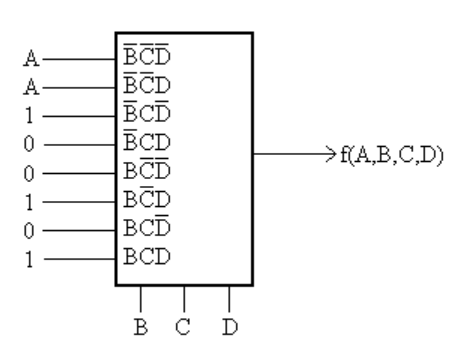 A B̅C̅D̅
A B̅C̅D
1 B̅CD̅
0 B̅CD
0 BC̅D̅
1 BC̅D
0 BCD̅
1 BCD
f(A,B,C,D)
B C D